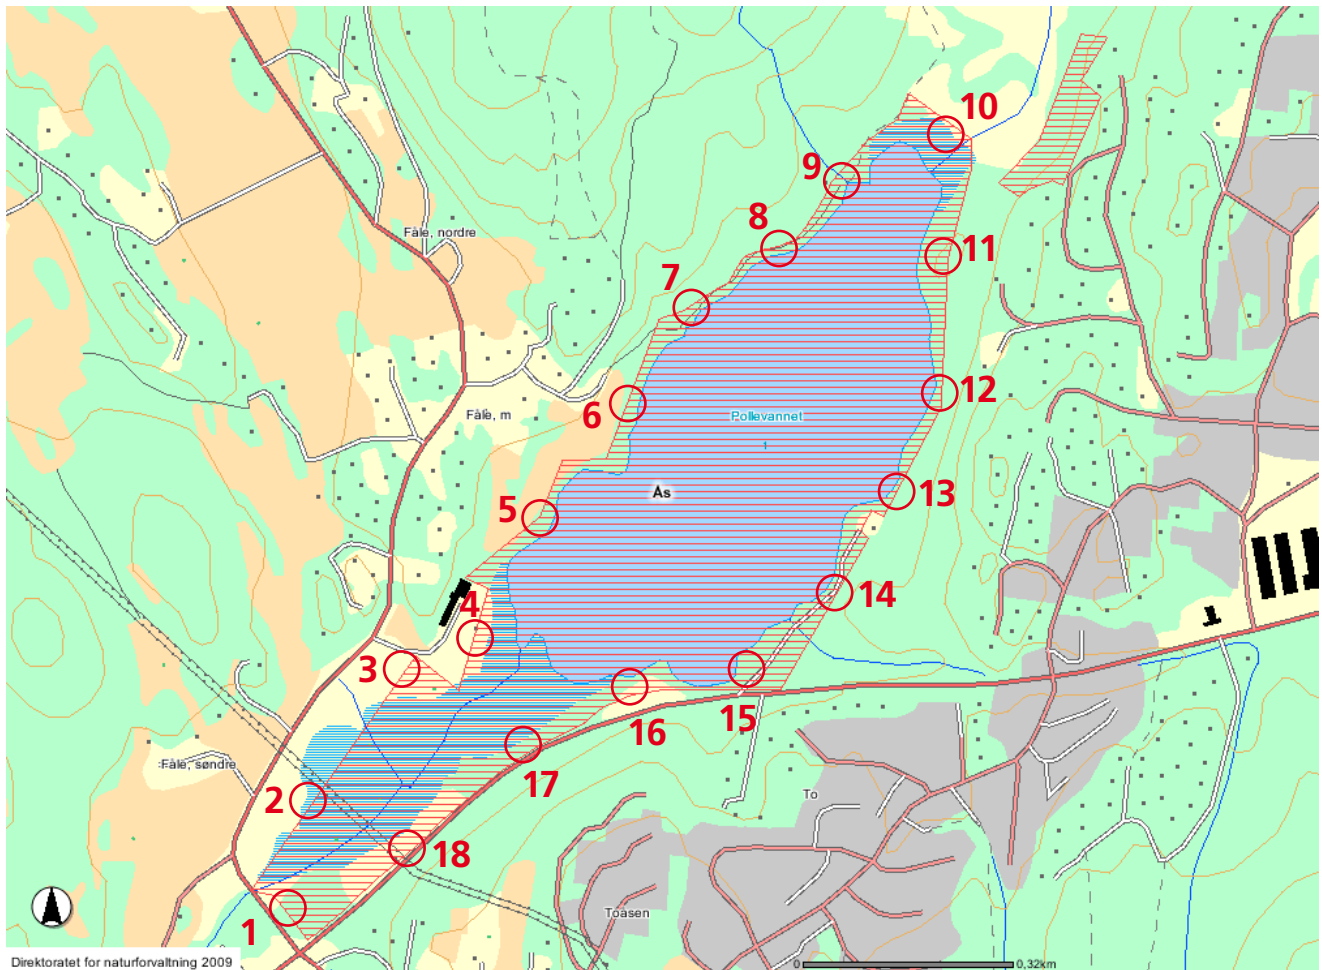 10
9
8
11
Fåle, nordre
7
12
6
Fåle, m
Pollevannet
1
Ås
13
5
14
4
3
15
16
17
Fåle, søndre
2
To
18
1
Toåsen
Direktoratet for naturforvaltning 2009
0 0,32km